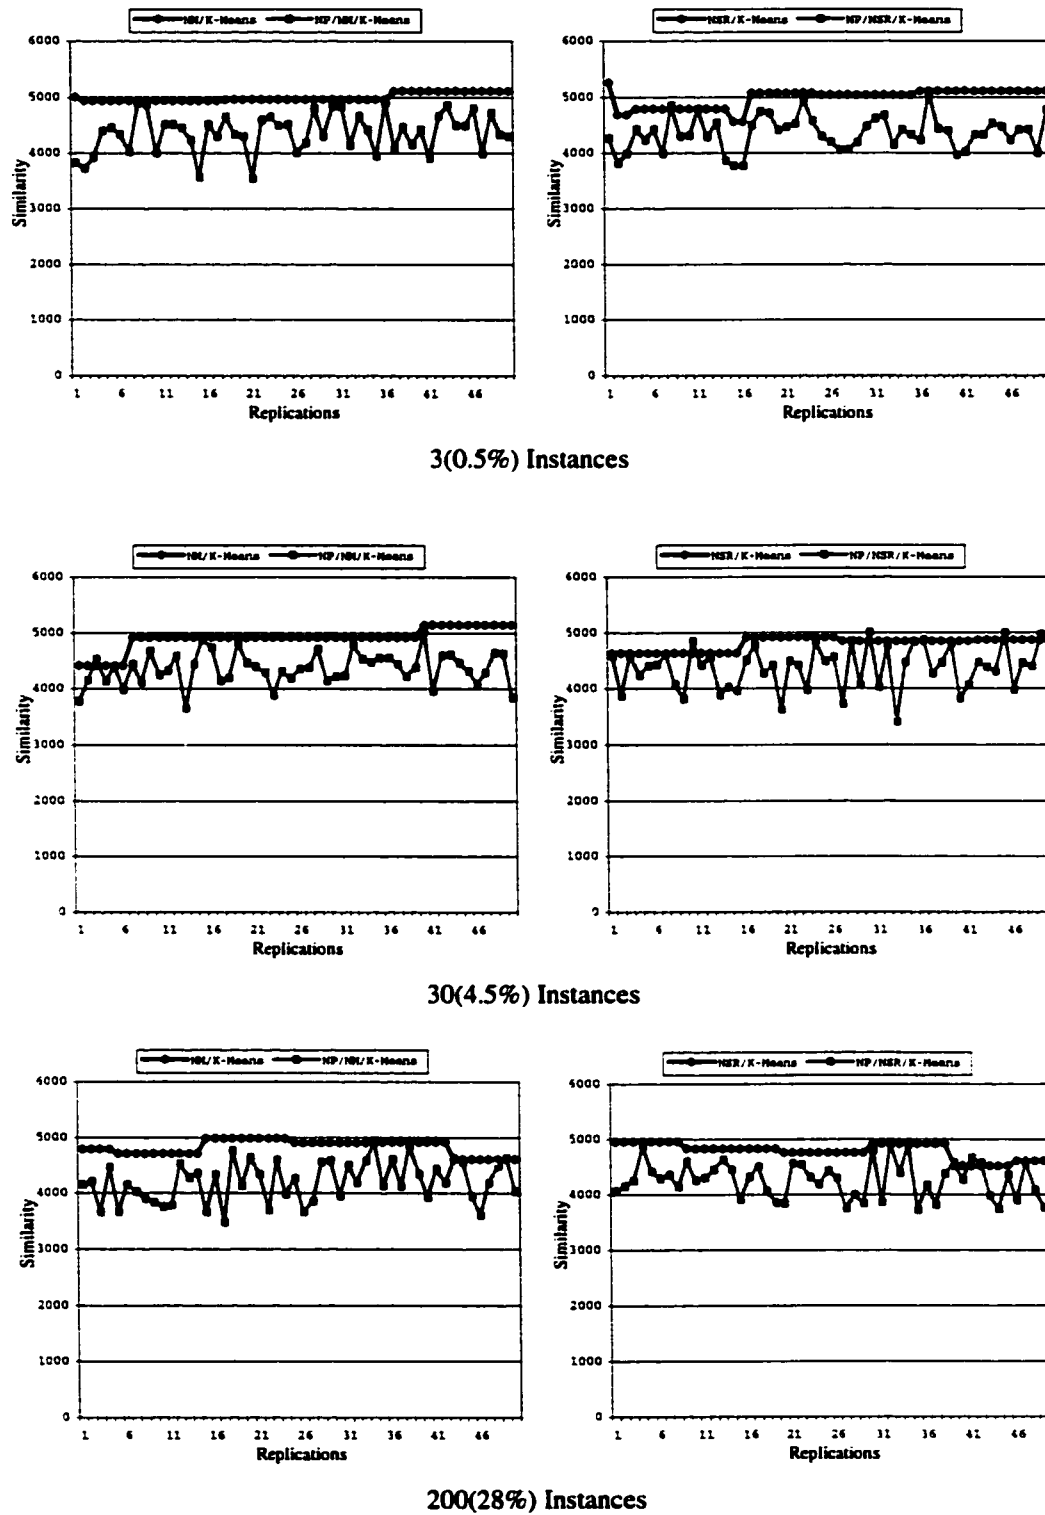 NM/K-Means NP/NM/K-Means
6000
5000
4000
3000
2000
1000
0
Similarity
1 6 11 16 21 26 31 36 41 46
Replications
NSR/K-Means NP/NSR/K-Means
6000
5000
4000
3000
2000
1000
0
Similarity
1 6 11 16 21 26 31 36 41 46
Replications
3(0.5%) Instances
NM/K-Means NP/NM/K-Means
6000
5000
4000
3000
2000
1000
0
Similarity
1 6 11 16 21 26 31 36 41 46
Replications
NSR/K-Means NP/NSR/K-Means
6000
5000
4000
3000
2000
1000
0
Similarity
1 6 11 16 21 26 31 36 41 46
Replications
30(4.5%) Instances
NM/K-Means NP/NM/K-Means
6000
5000
4000
3000
2000
1000
0
Similarity
1 6 11 16 21 26 31 36 41 46
Replications
NSR/K-Means NP/NSR/K-Means
6000
5000
4000
3000
2000
1000
0
Similarity
1 6 11 16 21 26 31 36 41 46
Replications
200(28%) Instances